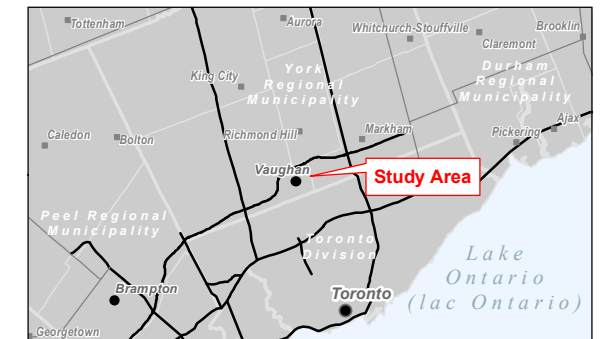 Tottenham
Aurora
Whitchurch-Stouffville
Brooklin
Claremont
King City
York
Regional
Municipality
Durham
Regional
Municipality
Caledon
Bolton
Richmond Hill
Markham
Pickering
Ajax
Vaughan
Study Area
Peel Regional
Municipality
Toronto
Division
Lake
Ontario
(lac Ontario)
Brampton
Toronto
Georgetown